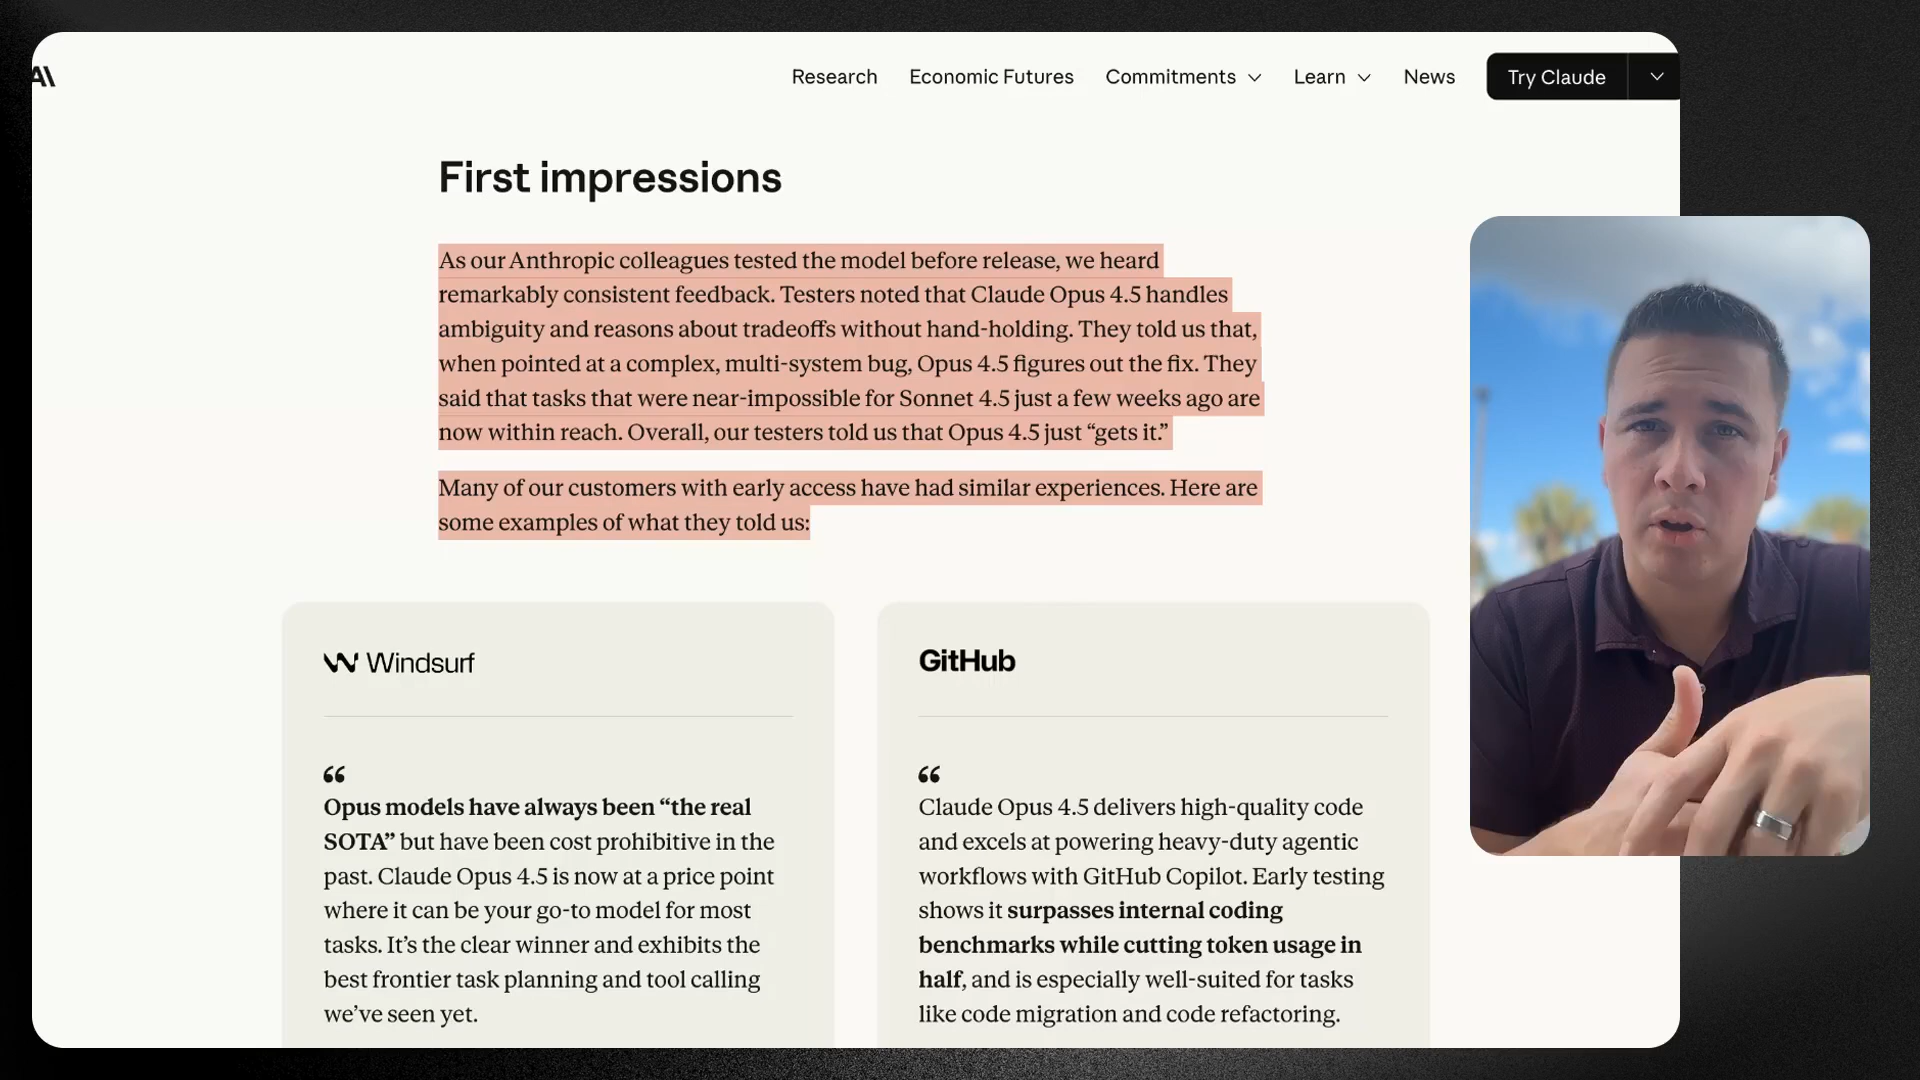 A\
Research Economic Futures Commitments Learn News Try Claude
First impressions
As our Anthropic colleagues tested the model before release, we heard
remarkably consistent feedback. Testers noted that Claude Opus 4.5 handles
ambiguity and reasons about tradeoffs without hand-holding. They told us that,
when pointed at a complex, multi-system bug, Opus 4.5 figures out the fix. They
said that tasks that were near-impossible for Sonnet 4.5 just a few weeks ago are
now within reach. Overall, our testers told us that Opus 4.5 just “gets it.”
Many of our customers with early access have had similar experiences. Here are
some examples of what they told us:
Windsurf
“
Opus models have always been “the real
SOTA” but have been cost prohibitive in the
past. Claude Opus 4.5 is now at a price point
where it can be your go-to model for most
tasks. It’s the clear winner and exhibits the
best frontier task planning and tool calling
we’ve seen yet.
GitHub
“
Claude Opus 4.5 delivers high-quality code
and excels at powering heavy-duty agentic
workflows with GitHub Copilot. Early testing
shows it surpasses internal coding
benchmarks while cutting token usage in
half, and is especially well-suited for tasks
like code migration and code refactoring.